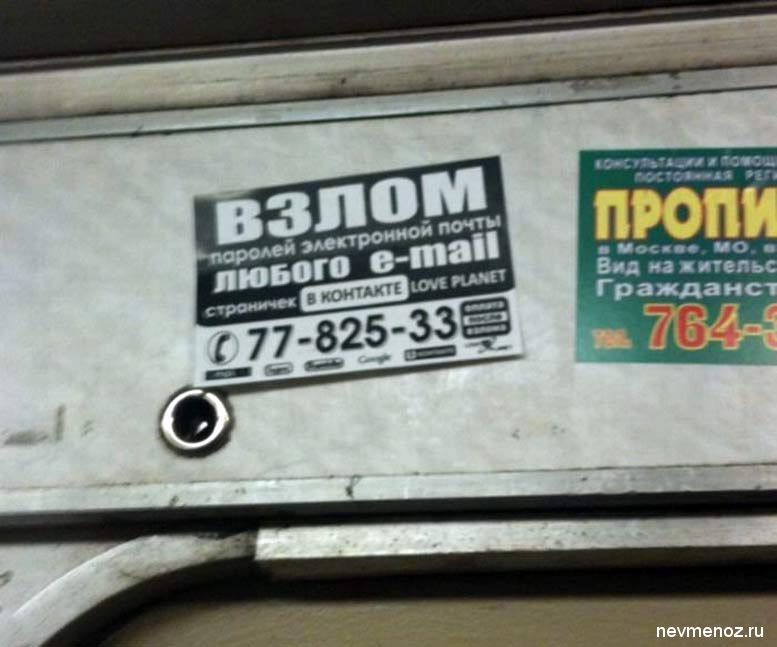 ВЗЛОМ
паролей электронной почты
ЛЮБОГО e-mail
страничек В КОНТАКТЕ LOVE PLANET
77-825-33 оплата после взлома
Google
КОНСУЛЬТАЦИИ И ПОМОЩ
ПОСТОЯННАЯ РЕГИ
ПРОПИ
в Москве, МО, в
Вид на жительс
Гражданст
тел. 764-3
nevmenoz.ru